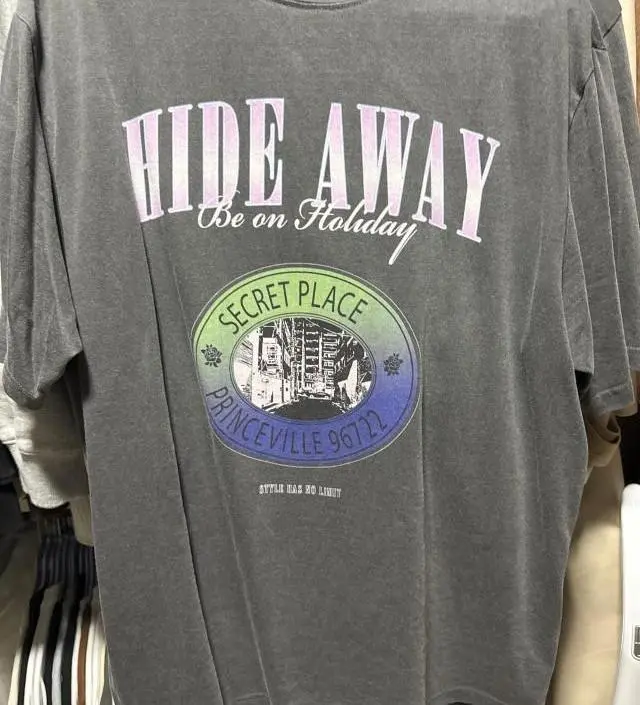 HIDE AWAY
Be on Holiday
SECRET PLACE
PRINCEVILLE 96722
STYLE HAS NO LIMIT